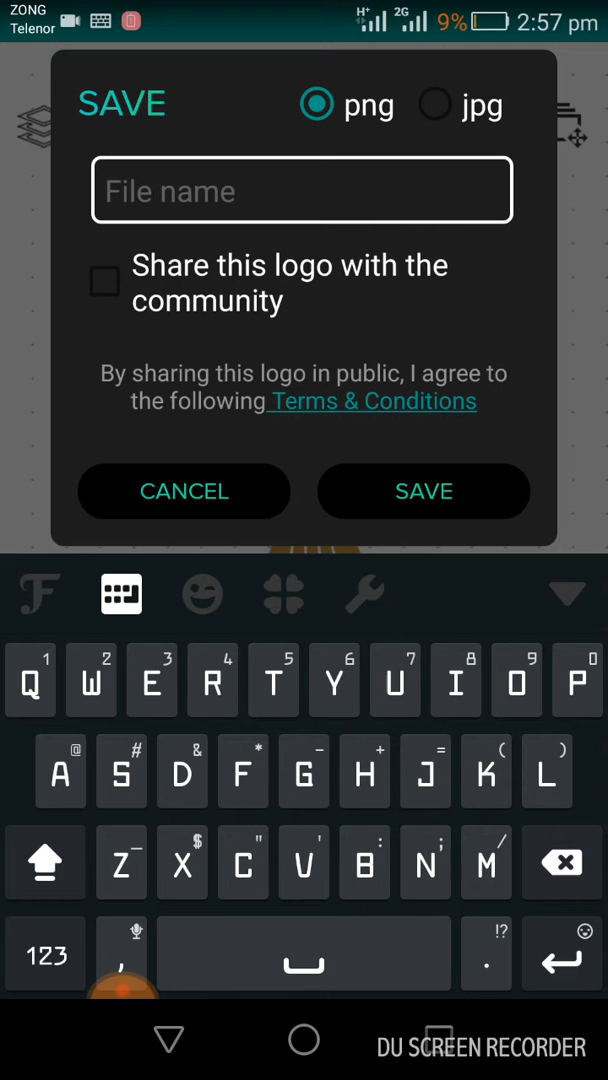 ZONG
Telenor
H+ 2G 9% 2:57 pm
SAVE png jpg
File name
Share this logo with the
community
By sharing this logo in public, I agree to
the following Terms & Conditions
CANCEL SAVE
1 2 3 4 5 6 7 8 9 0
Q W E R T Y U I O P
@ # & * - + = ( )
A S D F G H J K L
_ $ " ' : ; /
Z X C V B N M
!?
123 , .
DU SCREEN RECORDER